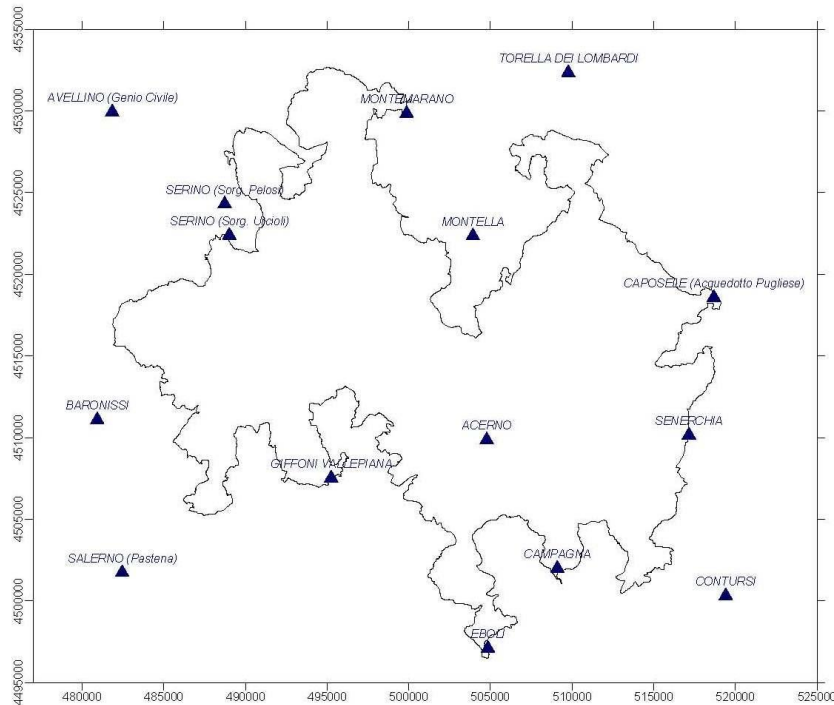 4535000
TORELLA DEI LOMBARDI
AVELLINO (Genio Civile)
MONTEMARANO
4530000
SERINO (Sorg. Pelosi)
4525000
SERINO (Sorg. Urcioli)
MONTELLA
4520000
CAPOSELE (Acquedotto Pugliese)
4515000
BARONISSI
ACERNO
SENERCHIA
4510000
GIFFONI VALLEPIANA
4505000
SALERNO (Pastena)
CAMPAGNA
4500000
CONTURSI
EBOLI
4495000
480000 485000 490000 495000 500000 505000 510000 515000 520000 525000